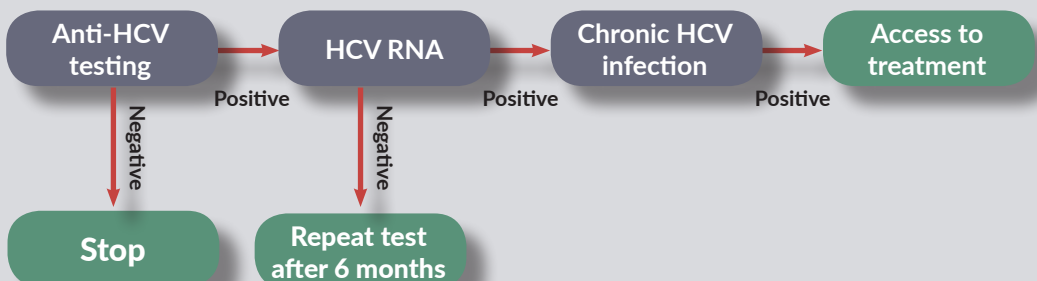 Anti-HCV
testing
HCV RNA
Chronic HCV
infection
Access to
treatment
Positive
Positive
Positive
Negative
Negative
Stop
Repeat test
after 6 months